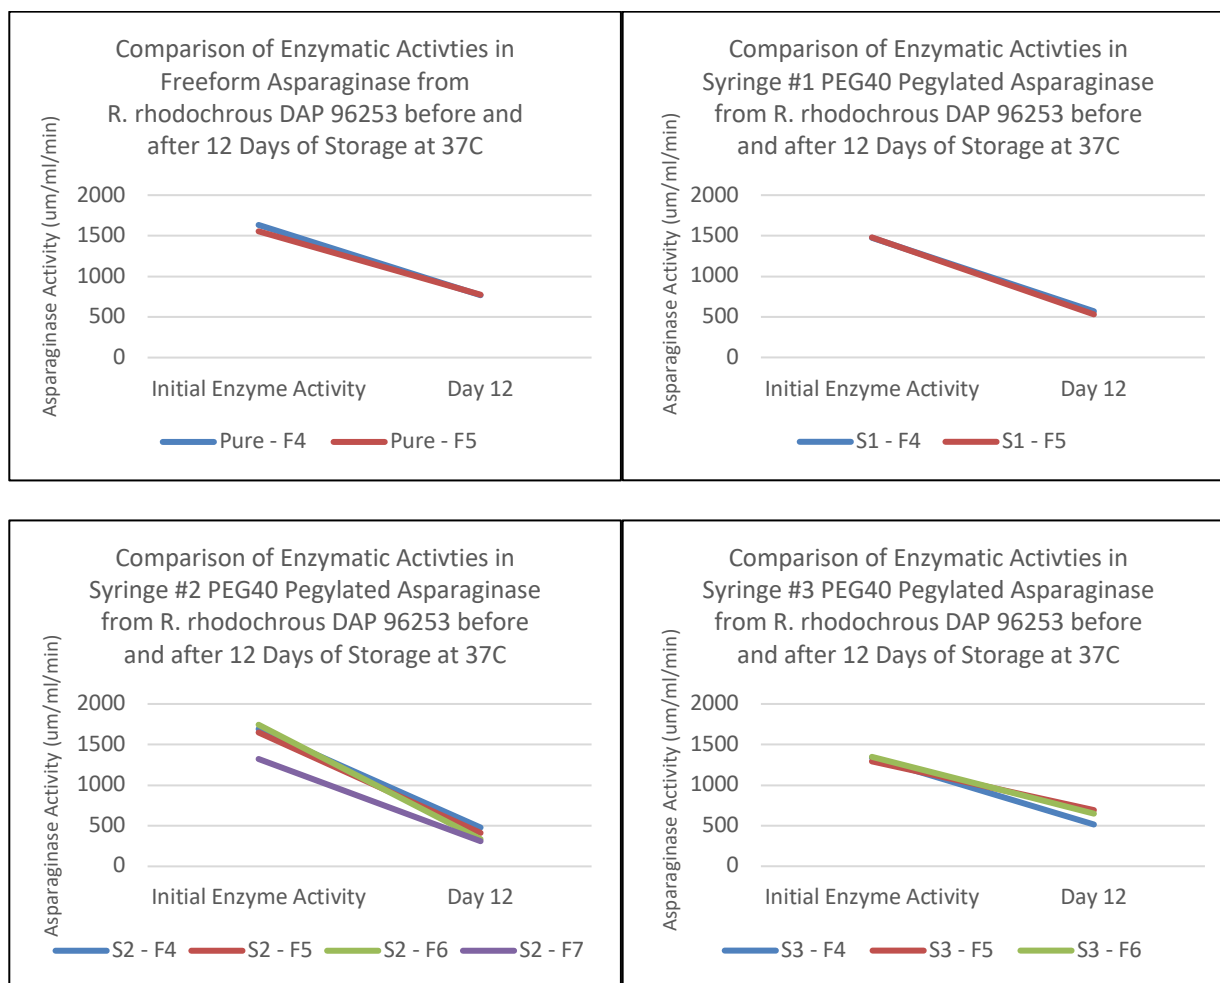 Comparison of Enzymatic Activties in
Freeform Asparaginase from
R. rhodochrous DAP 96253 before and
after 12 Days of Storage at 37C
Asparaginase Activity (um/ml/min)
2000
1500
1000
500
0
Initial Enzyme Activity Day 12
Pure - F4 Pure - F5
Comparison of Enzymatic Activties in
Syringe #1 PEG40 Pegylated Asparaginase
from R. rhodochrous DAP 96253 before
and after 12 Days of Storage at 37C
Asparaginase Activity (um/ml/min)
2000
1500
1000
500
0
Initial Enzyme Activity Day 12
S1 - F4 S1 - F5
Comparison of Enzymatic Activties in
Syringe #2 PEG40 Pegylated Asparaginase
from R. rhodochrous DAP 96253 before
and after 12 Days of Storage at 37C
Asparaginase Activity (um/ml/min)
2000
1500
1000
500
0
Initial Enzyme Activity Day 12
S2 - F4 S2 - F5 S2 - F6 S2 - F7
Comparison of Enzymatic Activties in
Syringe #3 PEG40 Pegylated Asparaginase
from R. rhodochrous DAP 96253 before
and after 12 Days of Storage at 37C
Asparaginase Activity (um/ml/min)
2000
1500
1000
500
0
Initial Enzyme Activity Day 12
S3 - F4 S3 - F5 S3 - F6